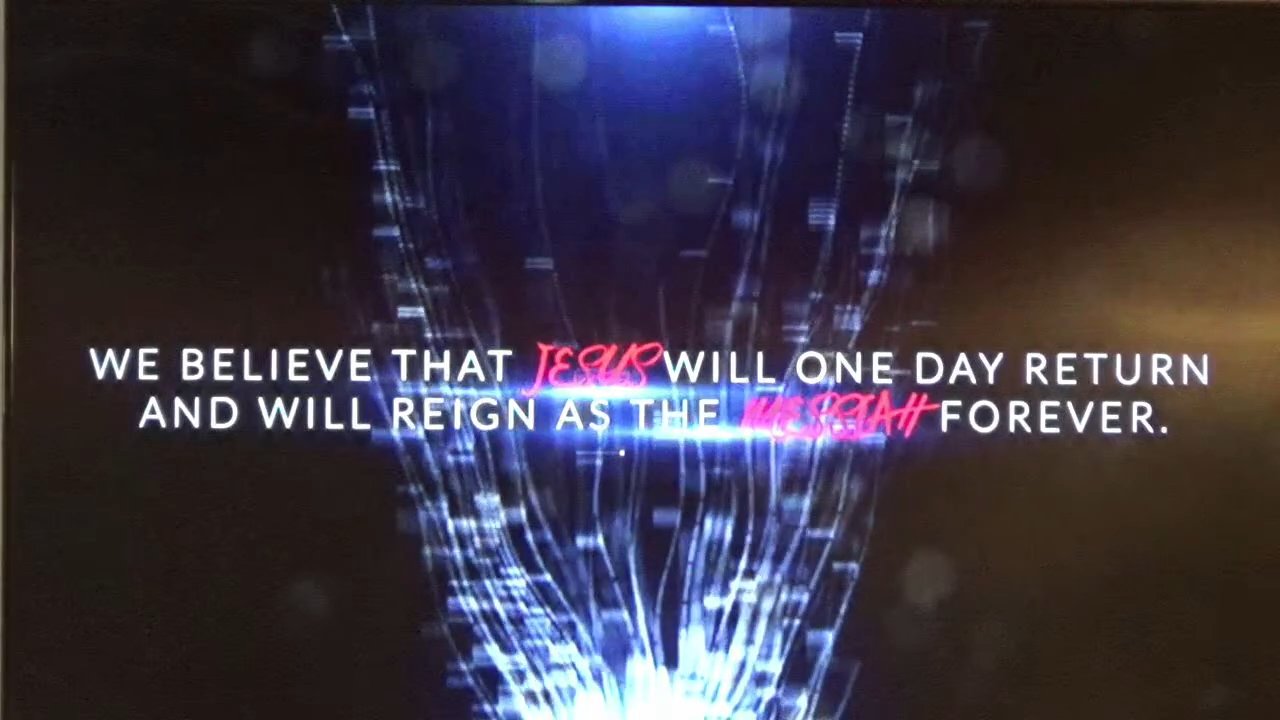 WE BELIEVE THAT JESUS WILL ONE DAY RETURN
AND WILL REIGN AS THE MESSIAH FOREVER.